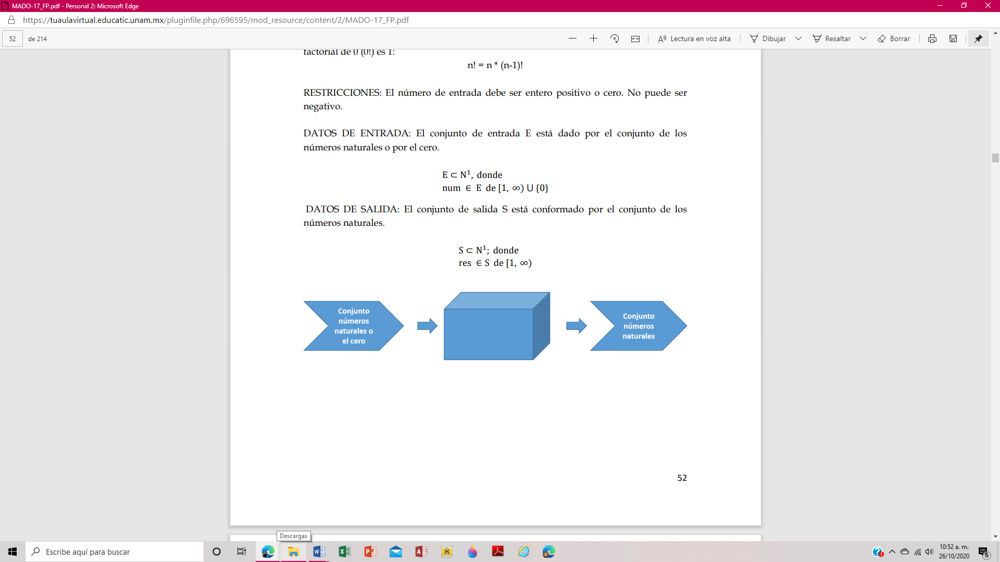 MADO-17_FP.pdf - Personal 2: Microsoft Edge
https://tuaulavirtual.educatic.unam.mx/pluginfile.php/696595/mod_resource/content/2/MADO-17_FP.pdf
52 de 214 Lectura en voz alta Dibujar Resaltar Borrar
factorial de 0 (0!) es 1:
n! = n * (n-1)!
RESTRICCIONES: El número de entrada debe ser entero positivo o cero. No puede ser
negativo.
DATOS DE ENTRADA: El conjunto de entrada E está dado por el conjunto de los
números naturales o por el cero.
E ⊂ N¹, donde
num ∈ E de [1, ∞) ∪ {0}
DATOS DE SALIDA: El conjunto de salida S está conformado por el conjunto de los
números naturales.
S ⊂ N¹; donde
res ∈ S de [1, ∞)
Conjunto
números
naturales o
el cero
Conjunto
números
naturales
52
Descargas
Escribe aquí para buscar
10:52 a. m.
26/10/2020
6